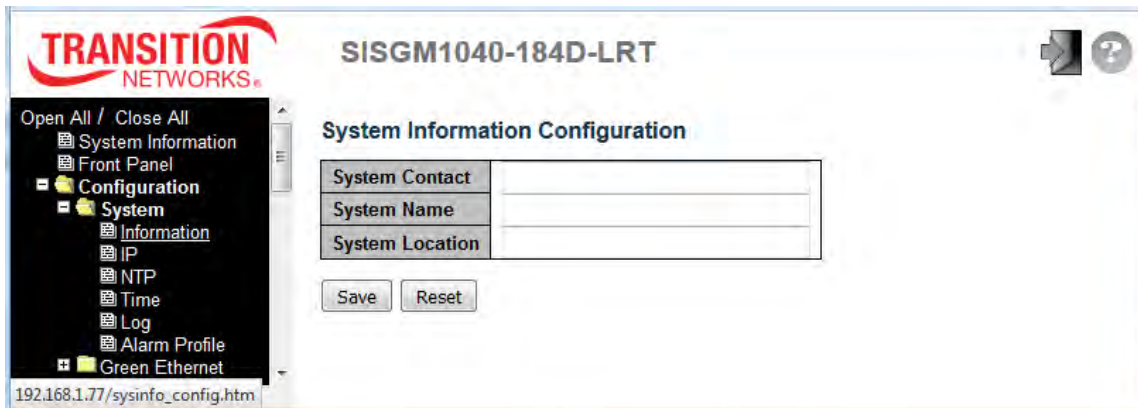 TRANSITION
NETWORKS®
SISGM1040-184D-LRT
?
Open All / Close All
System Information
Front Panel
Configuration
System
Information
IP
NTP
Time
Log
Alarm Profile
Green Ethernet
192.168.1.77/sysinfo_config.htm
System Information Configuration
System Contact
System Name
System Location
Save Reset